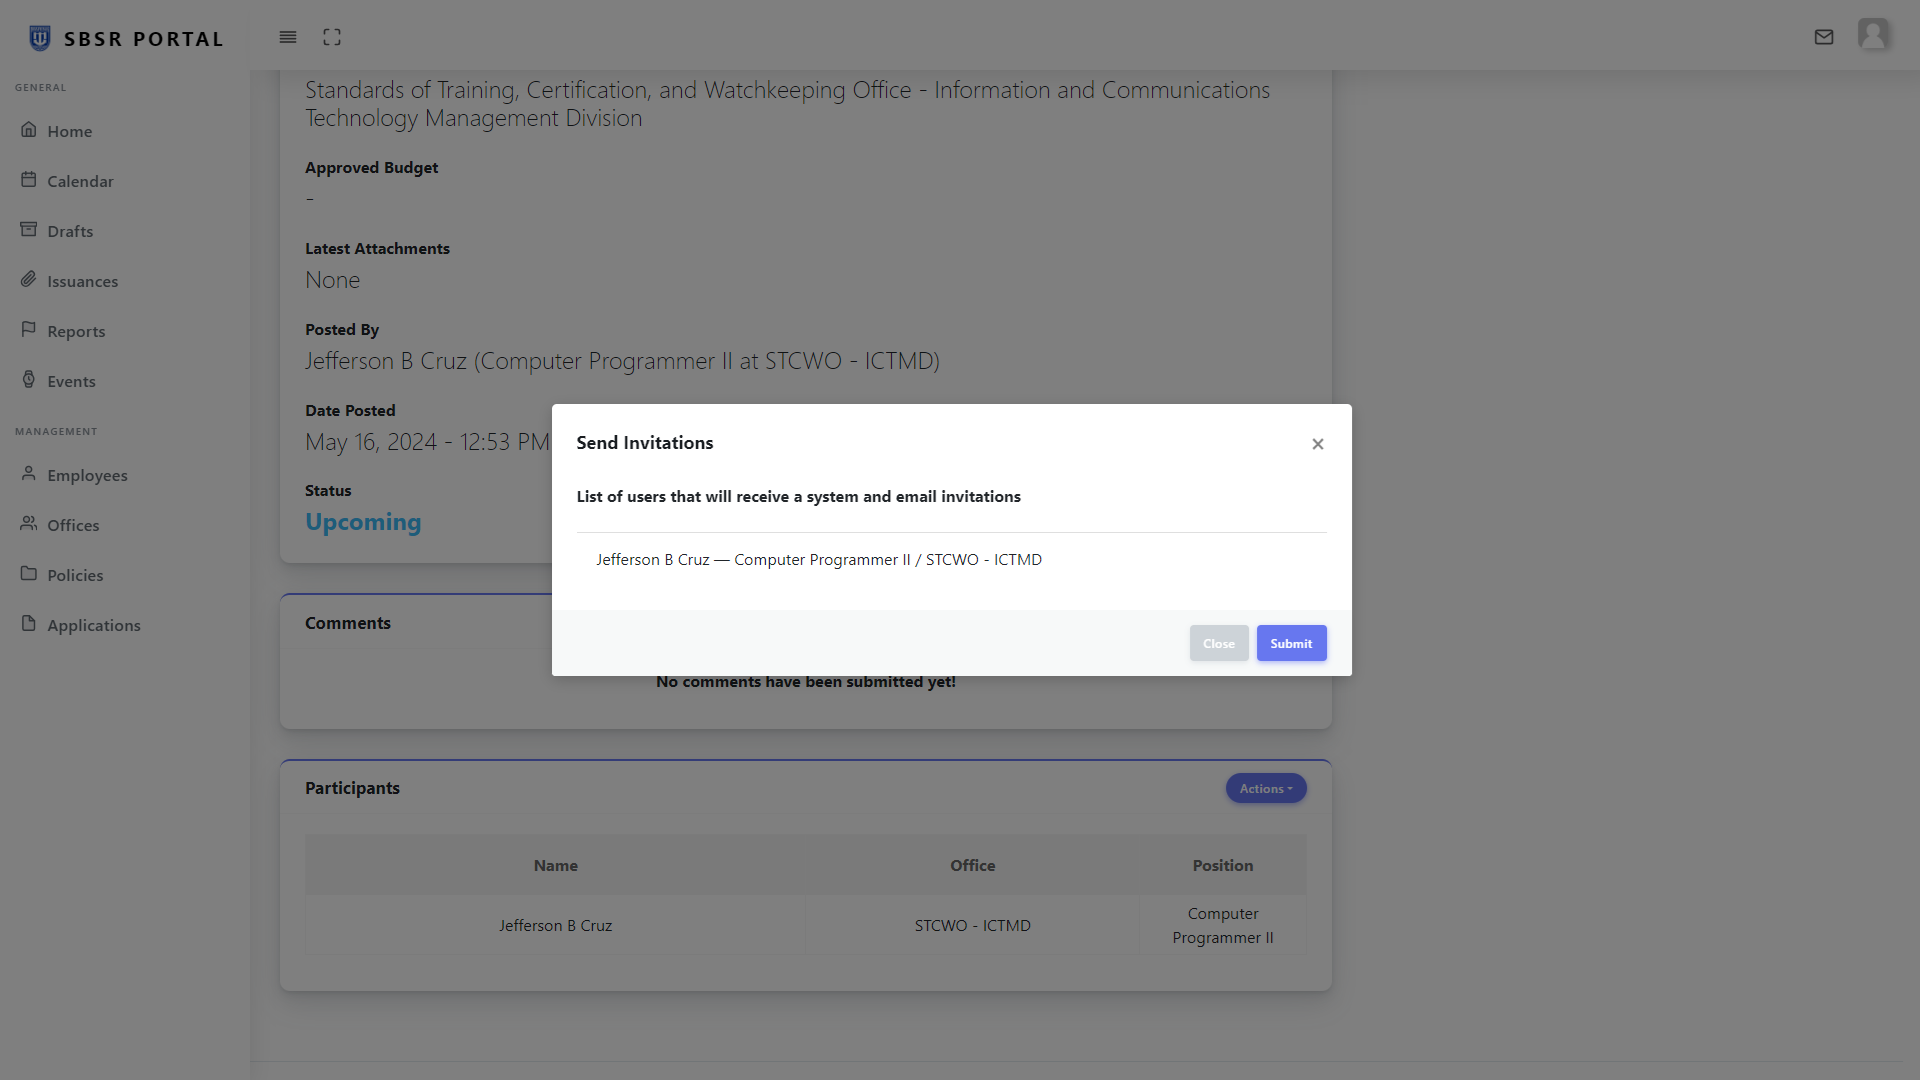 SBSR PORTAL
GENERAL
Home
Calendar
Drafts
Issuances
Reports
Events
MANAGEMENT
Employees
Offices
Policies
Applications
Standards of Training, Certification, and Watchkeeping Office - Information and Communications
Technology Management Division
Approved Budget
-
Latest Attachments
None
Posted By
Jefferson B Cruz (Computer Programmer II at STCWO - ICTMD)
Date Posted
May 16, 2024 - 12:53 PM
Status
Upcoming
Send Invitations
×
List of users that will receive a system and email invitations
Jefferson B Cruz — Computer Programmer II / STCWO - ICTMD
Close
Submit
Comments
No comments have been submitted yet!
Participants
Actions
Name
Office
Position
Jefferson B Cruz
STCWO - ICTMD
Computer
Programmer II